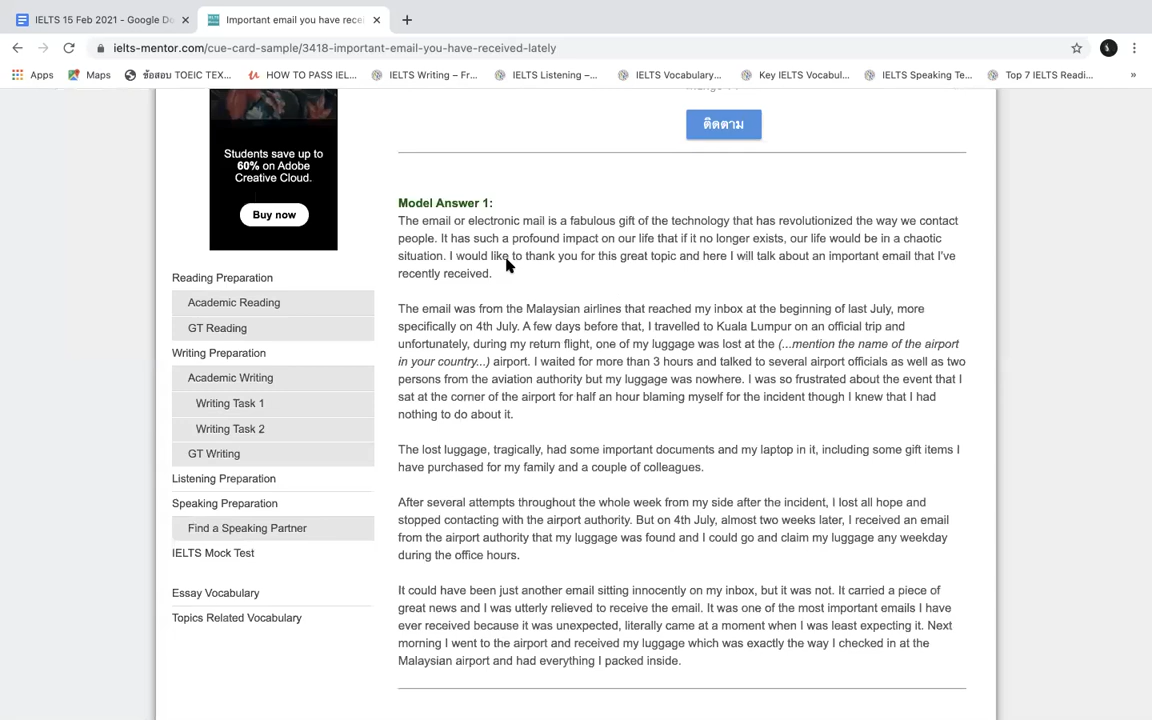 IELTS 15 Feb 2021 - Google Do
Important email you have rece
ielts-mentor.com/cue-card-sample/3418-important-email-you-have-received-lately
Apps
Maps
ข้อสอบ TOEIC TEX...
HOW TO PASS IEL...
IELTS Writing – Fr...
IELTS Listening –...
IELTS Vocabulary...
Key IELTS Vocabul...
IELTS Speaking Te...
Top 7 IELTS Readi...
»
ติดตาม
Students save up to
60% on Adobe
Creative Cloud.
Buy now
Reading Preparation
Academic Reading
GT Reading
Writing Preparation
Academic Writing
Writing Task 1
Writing Task 2
GT Writing
Listening Preparation
Speaking Preparation
Find a Speaking Partner
IELTS Mock Test
Essay Vocabulary
Topics Related Vocabulary
Model Answer 1:
The email or electronic mail is a fabulous gift of the technology that has revolutionized the way we contact
people. It has such a profound impact on our life that if it no longer exists, our life would be in a chaotic
situation. I would like to thank you for this great topic and here I will talk about an important email that I've
recently received.
The email was from the Malaysian airlines that reached my inbox at the beginning of last July, more
specifically on 4th July. A few days before that, I travelled to Kuala Lumpur on an official trip and
unfortunately, during my return flight, one of my luggage was lost at the (...mention the name of the airport
in your country...) airport. I waited for more than 3 hours and talked to several airport officials as well as two
persons from the aviation authority but my luggage was nowhere. I was so frustrated about the event that I
sat at the corner of the airport for half an hour blaming myself for the incident though I knew that I had
nothing to do about it.
The lost luggage, tragically, had some important documents and my laptop in it, including some gift items I
have purchased for my family and a couple of colleagues.
After several attempts throughout the whole week from my side after the incident, I lost all hope and
stopped contacting with the airport authority. But on 4th July, almost two weeks later, I received an email
from the airport authority that my luggage was found and I could go and claim my luggage any weekday
during the office hours.
It could have been just another email sitting innocently on my inbox, but it was not. It carried a piece of
great news and I was utterly relieved to receive the email. It was one of the most important emails I have
ever received because it was unexpected, literally came at a moment when I was least expecting it. Next
morning I went to the airport and received my luggage which was exactly the way I checked in at the
Malaysian airport and had everything I packed inside.